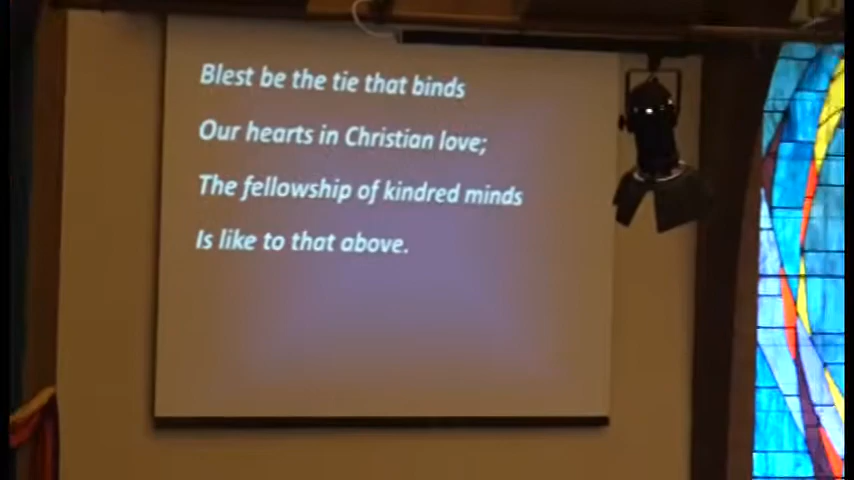 Blest be the tie that binds
Our hearts in Christian love;
The fellowship of kindred minds
Is like to that above.